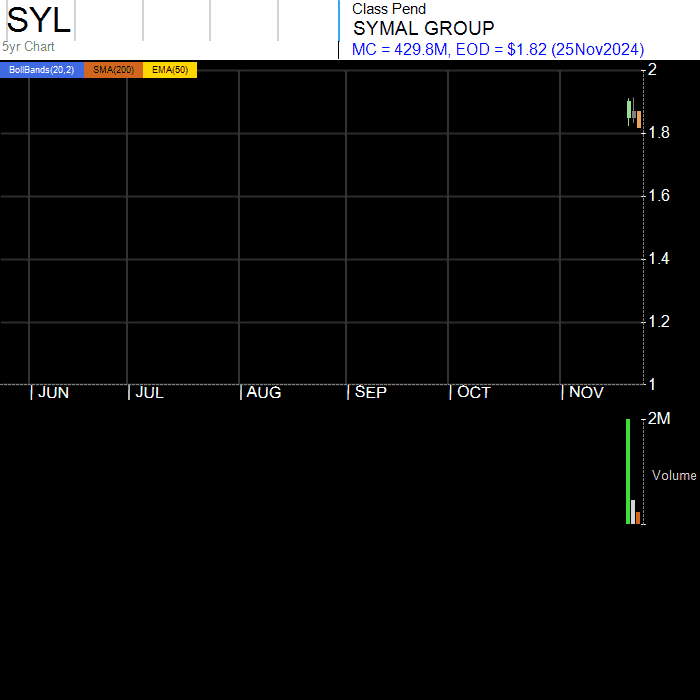 SYL
5yr Chart
Class Pend
SYMAL GROUP
MC = 429.8M, EOD = $1.82 (25Nov2024)
BollBands(20,2) SMA(200) EMA(50)
2
1.8
1.6
1.4
1.2
1
| JUN | JUL | AUG | SEP | OCT | NOV
2M
Volume